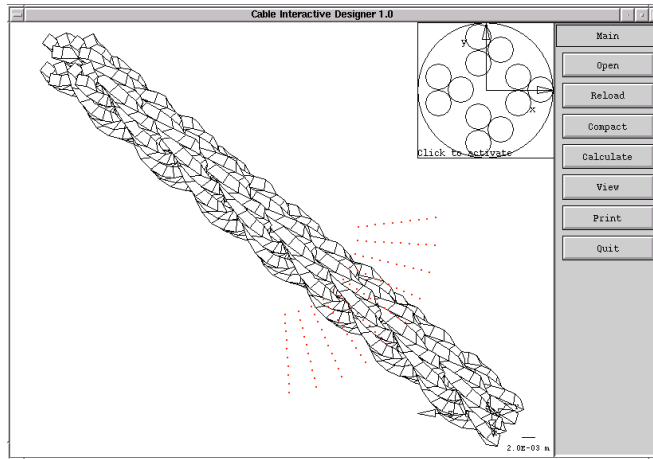 Cable Interactive Designer 1.0
y
x
Click to activate
Main
Open
Reload
Compact
Calculate
View
Print
Quit
2.0E-03 m